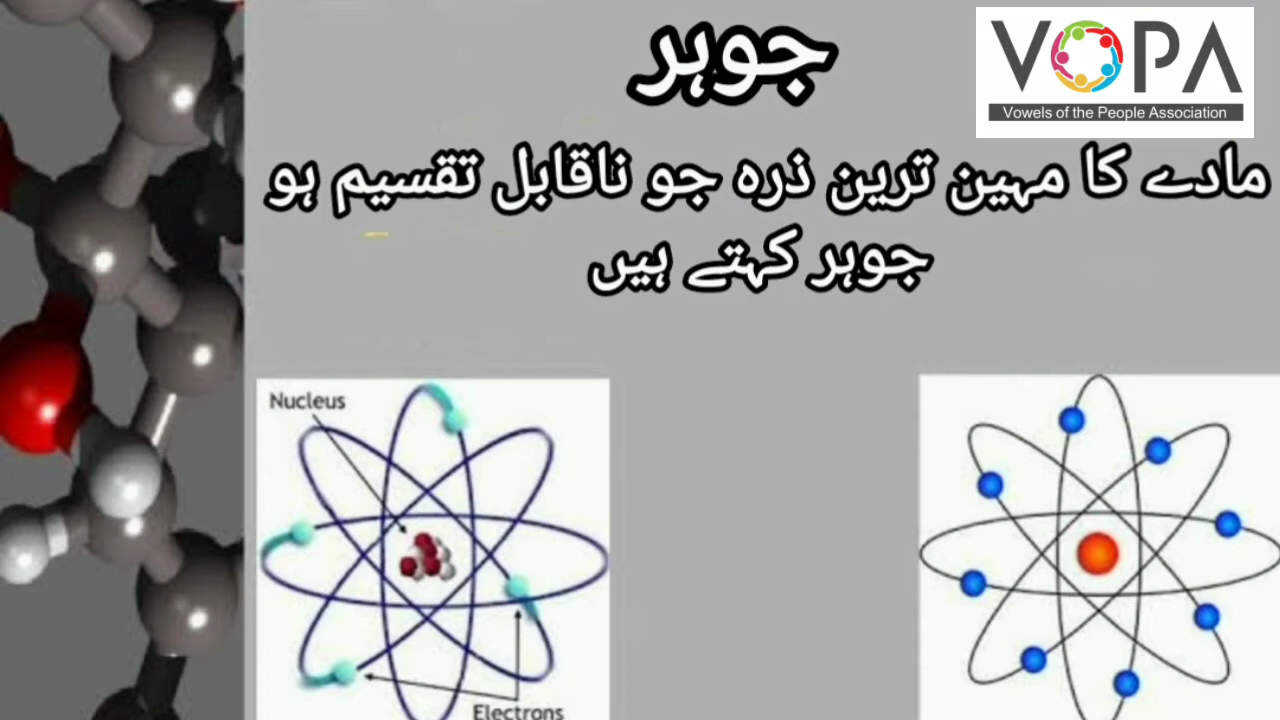 جوہر
VOPA
Vowels of the People Association
مادے کا مہین ترین ذرہ جو ناقابل تقسیم ہو
جوہر کہتے ہیں
Nucleus
Electrons